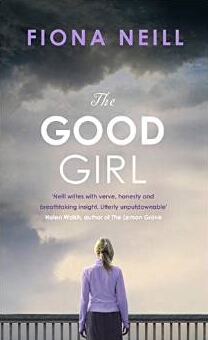 FIONA NEILL
The
GOOD
GIRL
'Neill writes with verve, honesty and
breathtaking insight. Utterly unputdownable'
Helen Walsh, author of The Lemon Grove